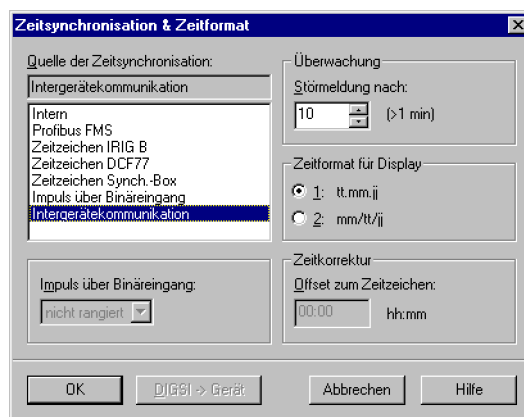 Zeitsynchronisation & Zeitformat
Quelle der Zeitsynchronisation:
Intergerätekommunikation
Intern
Profibus FMS
Zeitzeichen IRIG B
Zeitzeichen DCF77
Zeitzeichen Synch.-Box
Impuls über Binäreingang
Intergerätekommunikation
Impuls über Binäreingang:
nicht rangiert
Überwachung
Störmeldung nach:
10 (>1 min)
Zeitformat für Display
1: tt.mm.jj
2: mm/tt/jj
Zeitkorrektur
Offset zum Zeitzeichen:
00:00 hh:mm
OK
DIGSI -> Gerät
Abbrechen
Hilfe